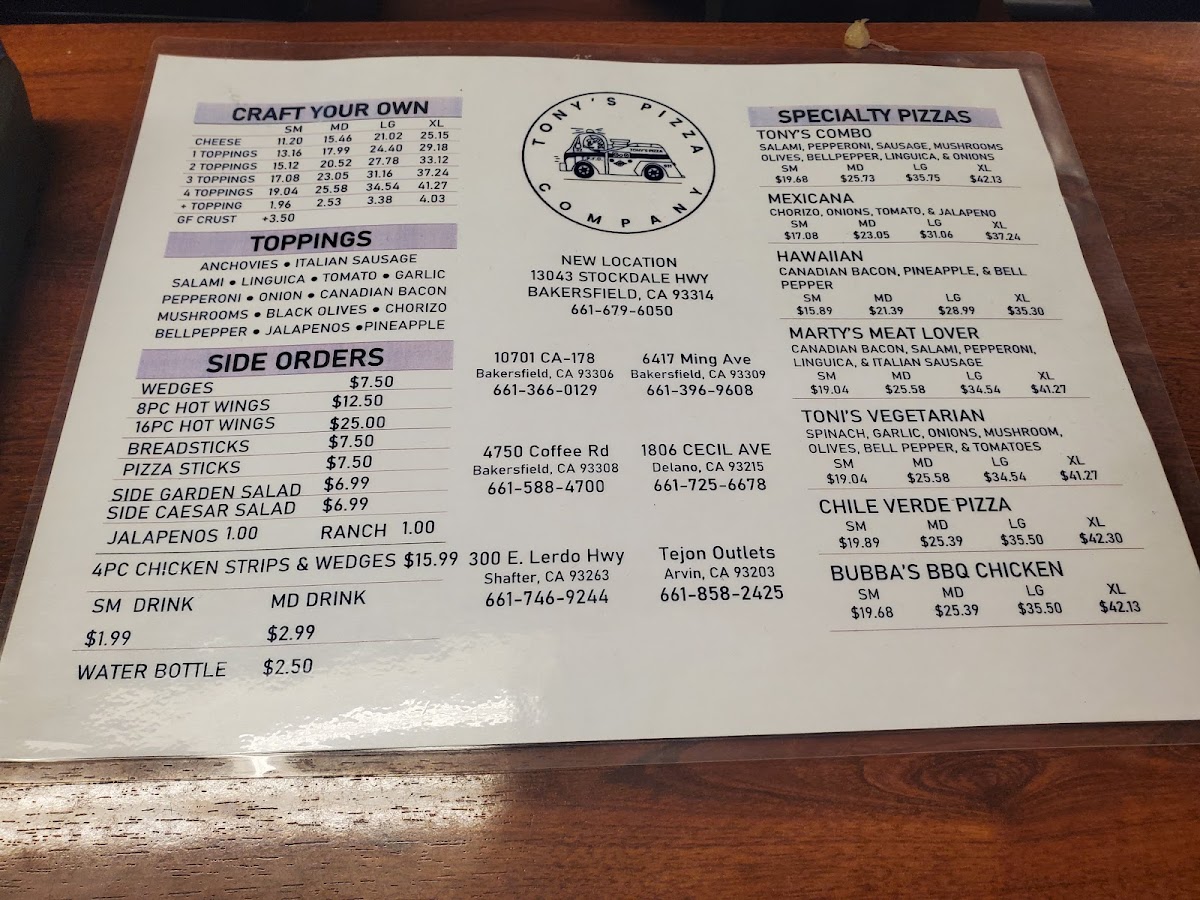 CRAFT YOUR OWN
SM MD LG XL
CHEESE 11.20 15.46 21.02 25.15
1 TOPPINGS 13.16 17.99 24.40 29.18
2 TOPPINGS 15.12 20.52 27.78 33.12
3 TOPPINGS 17.08 23.05 31.16 37.24
4 TOPPINGS 19.04 25.58 34.54 41.27
+ TOPPING 1.96 2.53 3.38 4.03
GF CRUST +3.50
TOPPINGS
ANCHOVIES • ITALIAN SAUSAGE
SALAMI • LINGUICA • TOMATO • GARLIC
PEPPERONI • ONION • CANADIAN BACON
MUSHROOMS • BLACK OLIVES • CHORIZO
BELLPEPPER • JALAPENOS •PINEAPPLE
SIDE ORDERS
WEDGES $7.50
8PC HOT WINGS $12.50
16PC HOT WINGS $25.00
BREADSTICKS $7.50
PIZZA STICKS $7.50
SIDE GARDEN SALAD $6.99
SIDE CAESAR SALAD $6.99
JALAPENOS 1.00 RANCH 1.00
4PC CHICKEN STRIPS & WEDGES $15.99
SM DRINK MD DRINK
$1.99 $2.99
WATER BOTTLE $2.50
TONY'S PIZZA
COMPANY
NEW LOCATION
13043 STOCKDALE HWY
BAKERSFIELD, CA 93314
661-679-6050
10701 CA-178
Bakersfield, CA 93306
661-366-0129
6417 Ming Ave
Bakersfield, CA 93309
661-396-9608
4750 Coffee Rd
Bakersfield, CA 93308
661-588-4700
1806 CECIL AVE
Delano, CA 93215
661-725-6678
300 E. Lerdo Hwy
Shafter, CA 93263
661-746-9244
Tejon Outlets
Arvin, CA 93203
661-858-2425
SPECIALTY PIZZAS
TONY'S COMBO
SALAMI, PEPPERONI, SAUSAGE, MUSHROOMS
OLIVES, BELLPEPPER, LINGUICA, & ONIONS
SM MD LG XL
$19.68 $25.73 $35.75 $42.13
MEXICANA
CHORIZO, ONIONS, TOMATO, & JALAPENO
SM MD LG XL
$17.08 $23.05 $31.06 $37.24
HAWAIIAN
CANADIAN BACON, PINEAPPLE, & BELL
PEPPER
SM MD LG XL
$15.89 $21.39 $28.99 $35.30
MARTY'S MEAT LOVER
CANADIAN BACON, SALAMI, PEPPERONI,
LINGUICA, & ITALIAN SAUSAGE
SM MD LG XL
$19.04 $25.58 $34.54 $41.27
TONI'S VEGETARIAN
SPINACH, GARLIC, ONIONS, MUSHROOM,
OLIVES, BELL PEPPER, & TOMATOES
SM MD LG XL
$19.04 $25.58 $34.54 $41.27
CHILE VERDE PIZZA
SM MD LG XL
$19.89 $25.39 $35.50 $42.30
BUBBA'S BBQ CHICKEN
SM MD LG XL
$19.68 $25.39 $35.50 $42.13